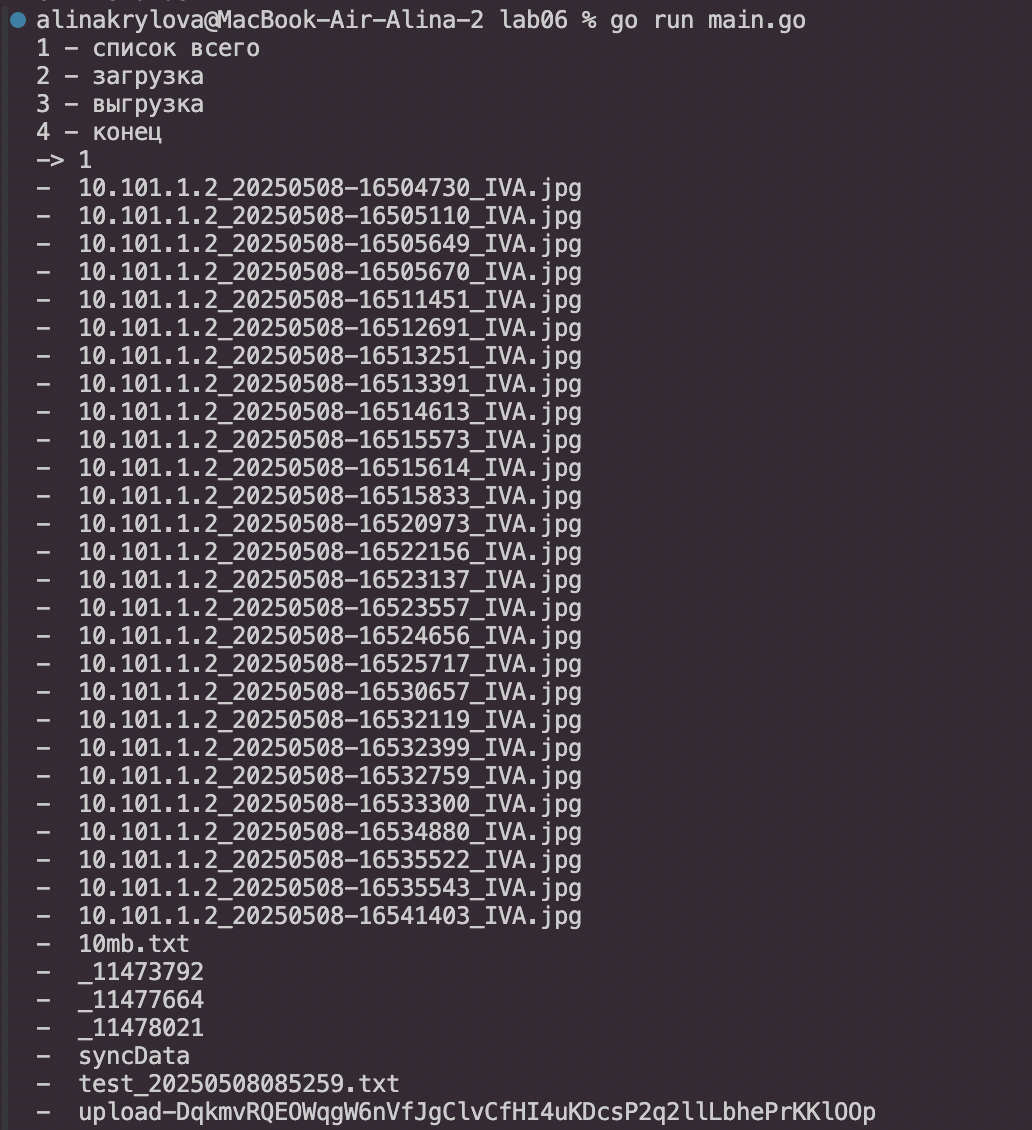 alinakrylova@MacBook-Air-Alina-2 lab06 % go run main.go
1 - список всего
2 - загрузка
3 - выгрузка
4 - конец
-> 1
- 10.101.1.2_20250508-16504730_IVA.jpg
- 10.101.1.2_20250508-16505110_IVA.jpg
- 10.101.1.2_20250508-16505649_IVA.jpg
- 10.101.1.2_20250508-16505670_IVA.jpg
- 10.101.1.2_20250508-16511451_IVA.jpg
- 10.101.1.2_20250508-16512691_IVA.jpg
- 10.101.1.2_20250508-16513251_IVA.jpg
- 10.101.1.2_20250508-16513391_IVA.jpg
- 10.101.1.2_20250508-16514613_IVA.jpg
- 10.101.1.2_20250508-16515573_IVA.jpg
- 10.101.1.2_20250508-16515614_IVA.jpg
- 10.101.1.2_20250508-16515833_IVA.jpg
- 10.101.1.2_20250508-16520973_IVA.jpg
- 10.101.1.2_20250508-16522156_IVA.jpg
- 10.101.1.2_20250508-16523137_IVA.jpg
- 10.101.1.2_20250508-16523557_IVA.jpg
- 10.101.1.2_20250508-16524656_IVA.jpg
- 10.101.1.2_20250508-16525717_IVA.jpg
- 10.101.1.2_20250508-16530657_IVA.jpg
- 10.101.1.2_20250508-16532119_IVA.jpg
- 10.101.1.2_20250508-16532399_IVA.jpg
- 10.101.1.2_20250508-16532759_IVA.jpg
- 10.101.1.2_20250508-16533300_IVA.jpg
- 10.101.1.2_20250508-16534880_IVA.jpg
- 10.101.1.2_20250508-16535522_IVA.jpg
- 10.101.1.2_20250508-16535543_IVA.jpg
- 10.101.1.2_20250508-16541403_IVA.jpg
- 10mb.txt
- _11473792
- _11477664
- _11478021
- syncData
- test_20250508085259.txt
- upload-DqkmvRQEOWqgW6nVfJgClvCfHI4uKDcsP2q2llLbhePrKKlOOp